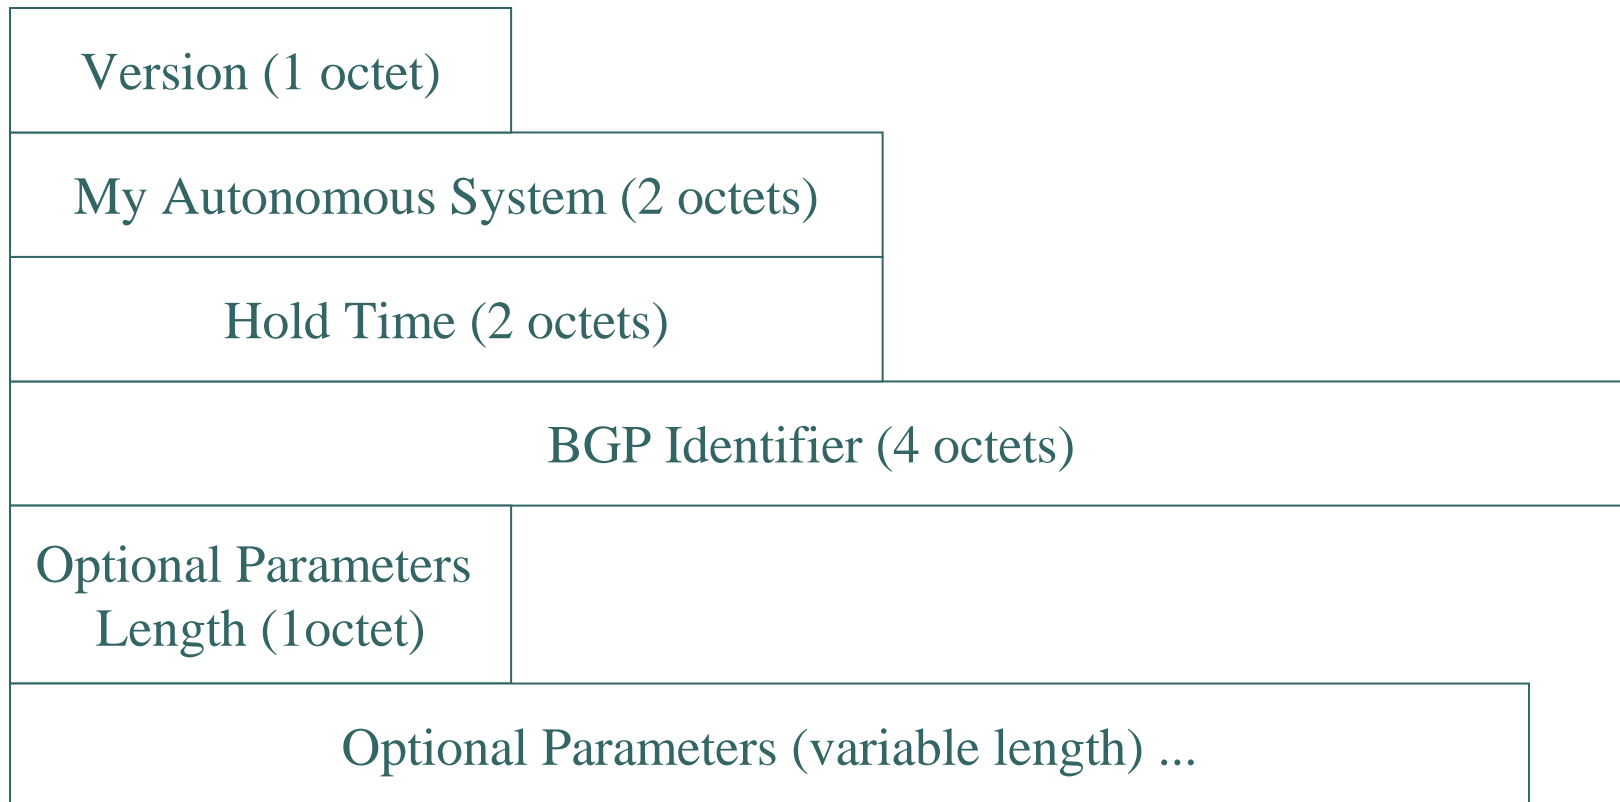 Version (1 octet)
My Autonomous System (2 octets)
Hold Time (2 octets)
BGP Identifier (4 octets)
Optional Parameters
Length (1octet)
Optional Parameters (variable length) ...